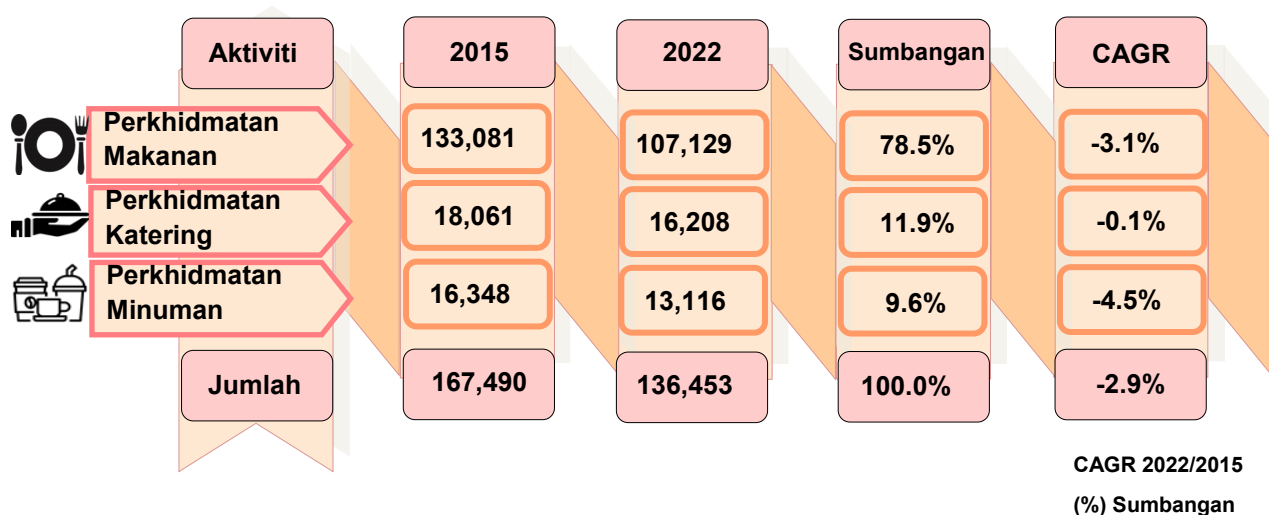 Aktiviti 2015 2022 Sumbangan CAGR
Perkhidmatan
Makanan
133,081 107,129 78.5% -3.1%
Perkhidmatan
Katering
18,061 16,208 11.9% -0.1%
Perkhidmatan
Minuman
16,348 13,116 9.6% -4.5%
Jumlah 167,490 136,453 100.0% -2.9%
CAGR 2022/2015
(%) Sumbangan